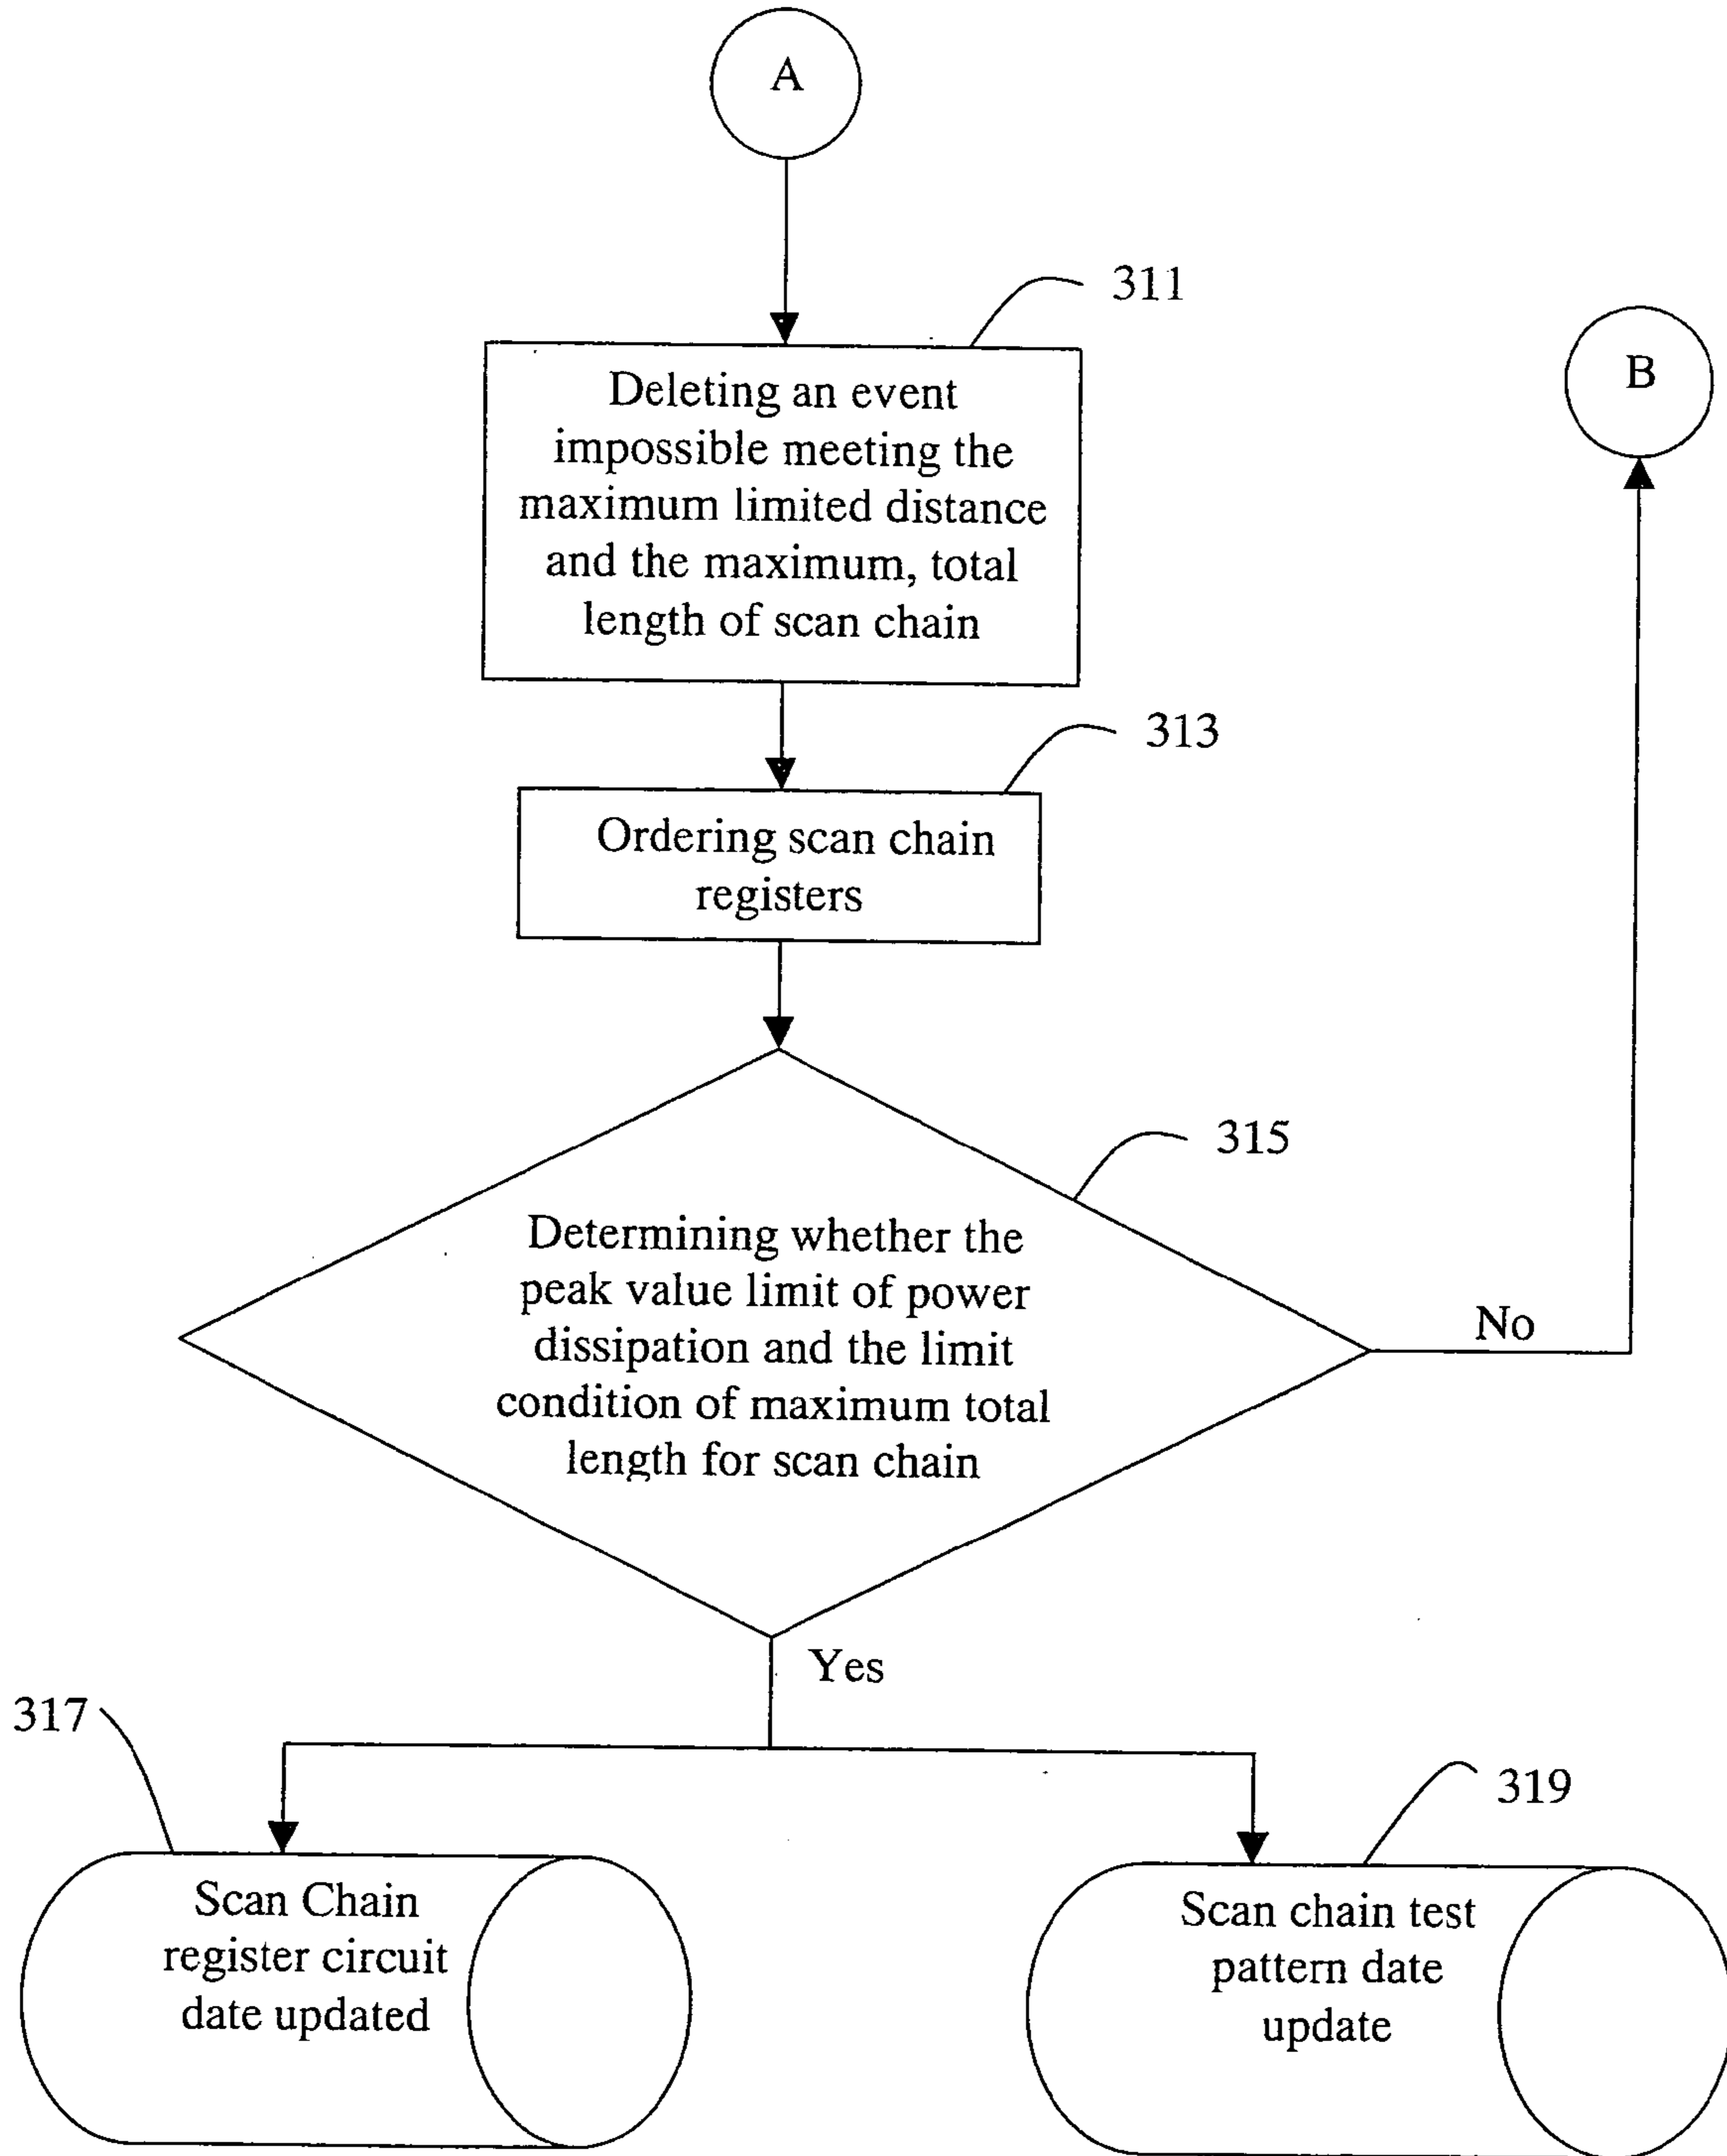 A
311
Deleting an event
impossible meeting the
maximum limited distance
and the maximum, total
length of scan chain
B
313
Ordering scan chain
registers
315
Determining whether the
peak value limit of power
dissipation and the limit
condition of maximum total
length for scan chain
No
Yes
317
319
Scan Chain
register circuit
date updated
Scan chain test
pattern date
update